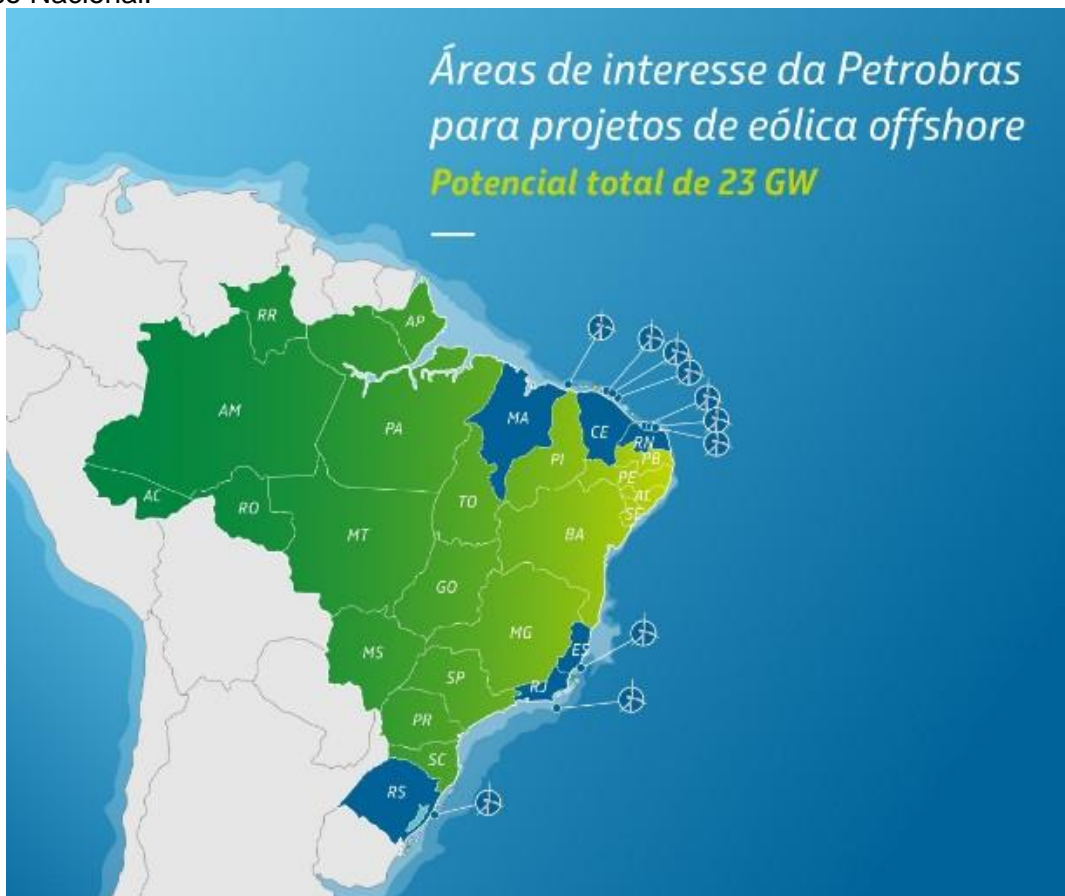 Áreas de interesse da Petrobras
para projetos de eólica offshore
Potencial total de 23 GW
RR
AP
AM
PA
MA
CE
RN
PB
PI
PE
AL
SE
AC
RO
TO
MT
BA
GO
MG
ES
MS
SP
RJ
PR
SC
RS